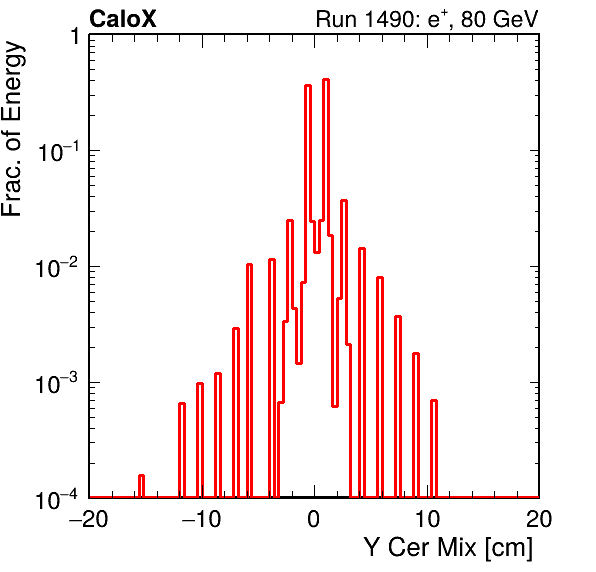 CaloX Run 1490: e⁺, 80 GeV
Frac. of Energy
1
10⁻¹
10⁻²
10⁻³
10⁻⁴
−20 −10 0 10 20
Y Cer Mix [cm]